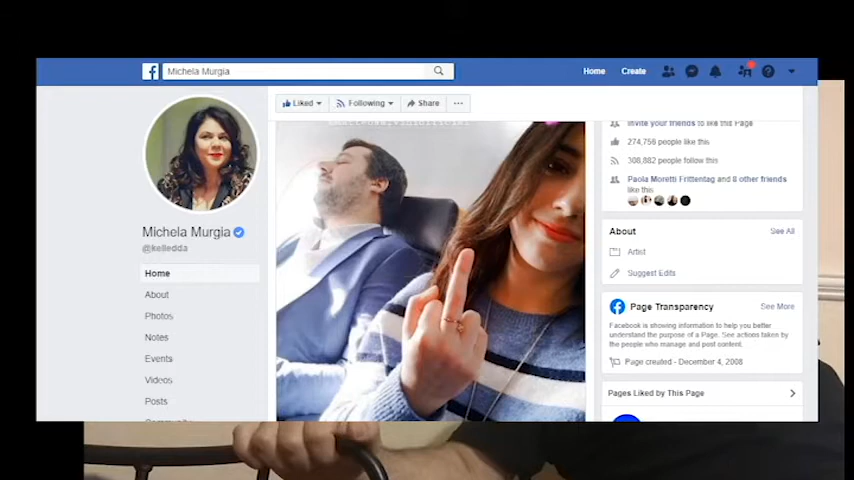 f Michela Murgia
Home Create
Liked Following Share ...
Michela Murgia
@kelledda
Home
About
Photos
Notes
Events
Videos
Posts
Invite your friends to like this Page
274,756 people like this
308,882 people follow this
Paola Moretti Frittentag and 8 other friends
like this
About See All
Artist
Suggest Edits
Page Transparency See More
Facebook is showing information to help you better
understand the purpose of a Page. See actions taken
by the people who manage and post content.
Page created - December 4, 2008
Pages Liked by This Page